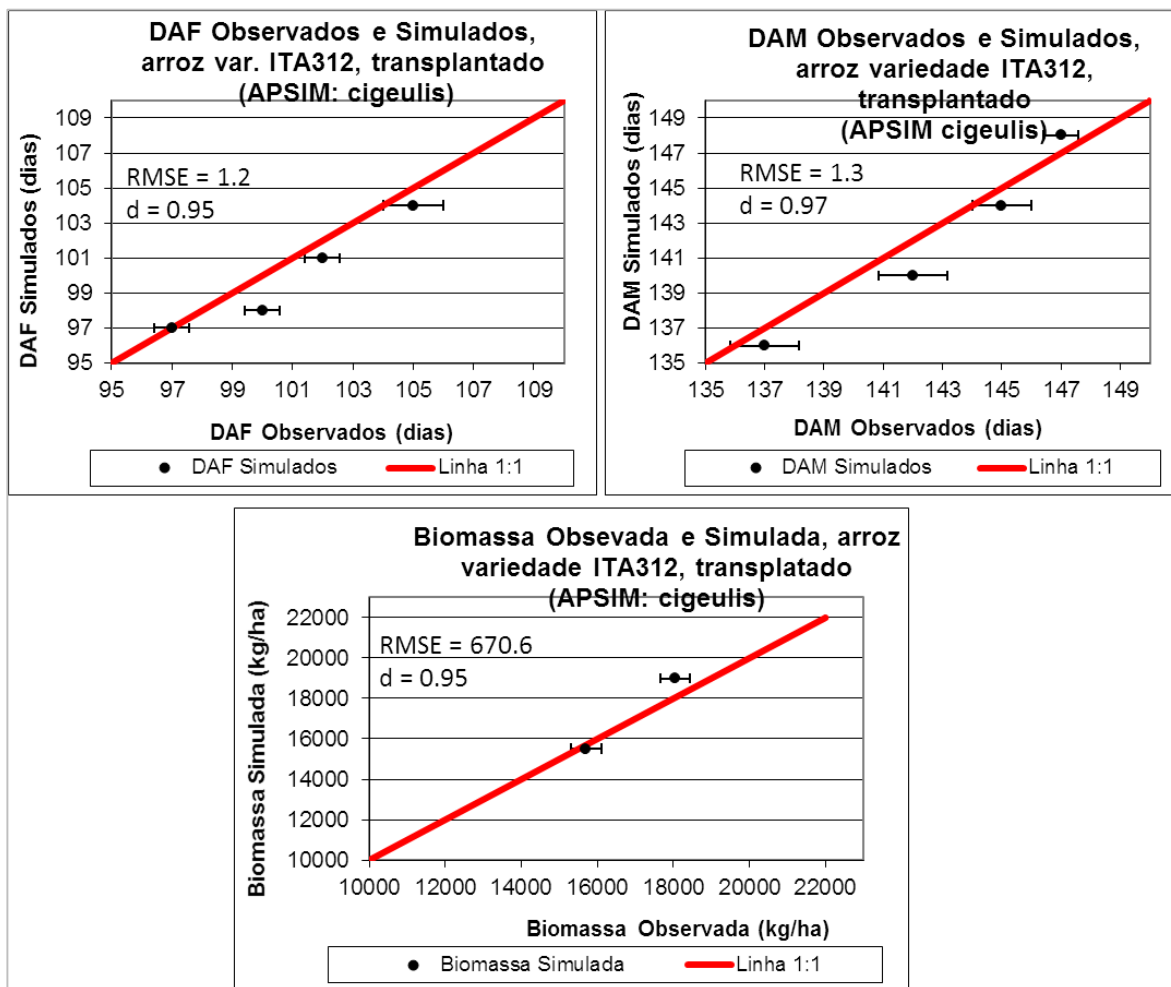 DAF Observados e Simulados,
arroz var. ITA312, transplantado
(APSIM: cigeulis)
109
107
105
103
101
99
97
95
DAF Simulados (dias)
RMSE = 1.2
d = 0.95
95 97 99 101 103 105 107 109
DAF Observados (dias)
DAF Simulados Linha 1:1
DAM Observados e Simulados,
arroz variedade ITA312,
transplantado
(APSIM cigeulis)
149
147
145
143
141
139
137
135
DAM Simulados (dias)
RMSE = 1.3
d = 0.97
135 137 139 141 143 145 147 149
DAM Observados (dias)
DAM Simulados Linha 1:1
Biomassa Obsevada e Simulada, arroz
variedade ITA312, transplatado
(APSIM: cigeulis)
22000
20000
18000
16000
14000
12000
10000
Biomassa Simulada (kg/ha)
RMSE = 670.6
d = 0.95
10000 12000 14000 16000 18000 20000 22000
Biomassa Observada (kg/ha)
Biomassa Simulada Linha 1:1